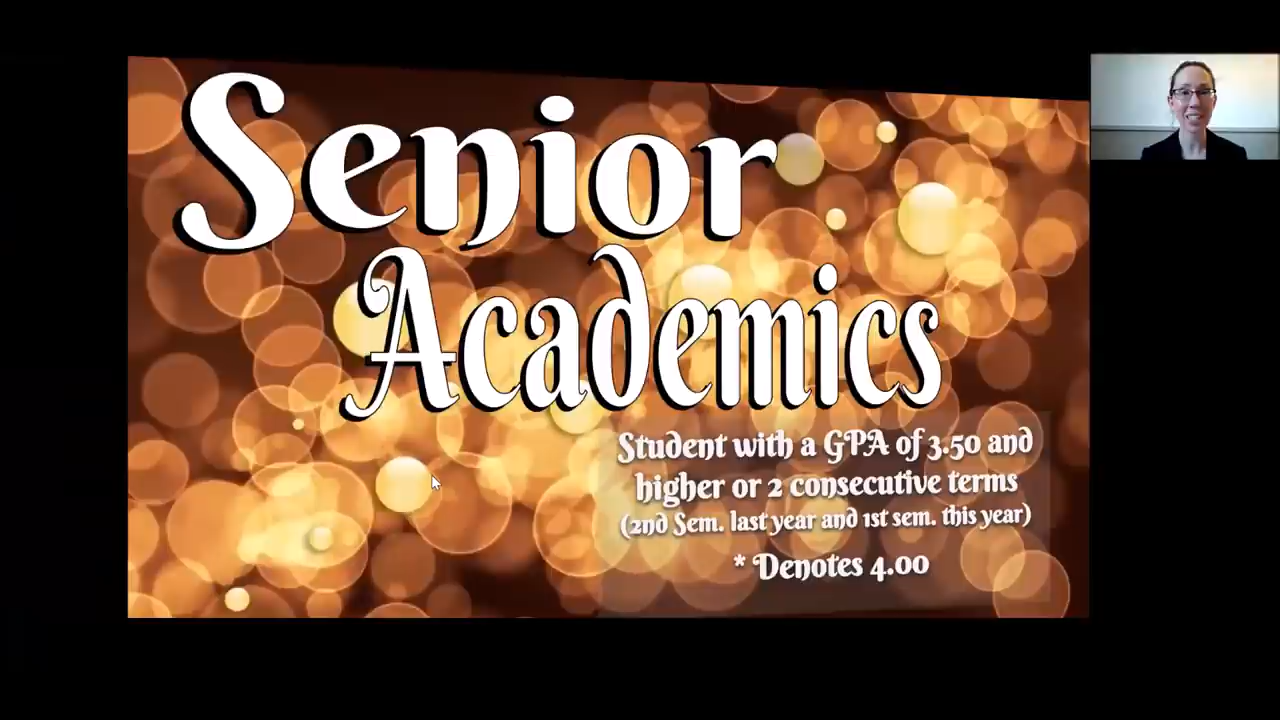 Senior
Academics
Student with a GPA of 3.50 and
higher or 2 consecutive terms
(2nd Sem. last year and 1st sem. this year)
* Denotes 4.00